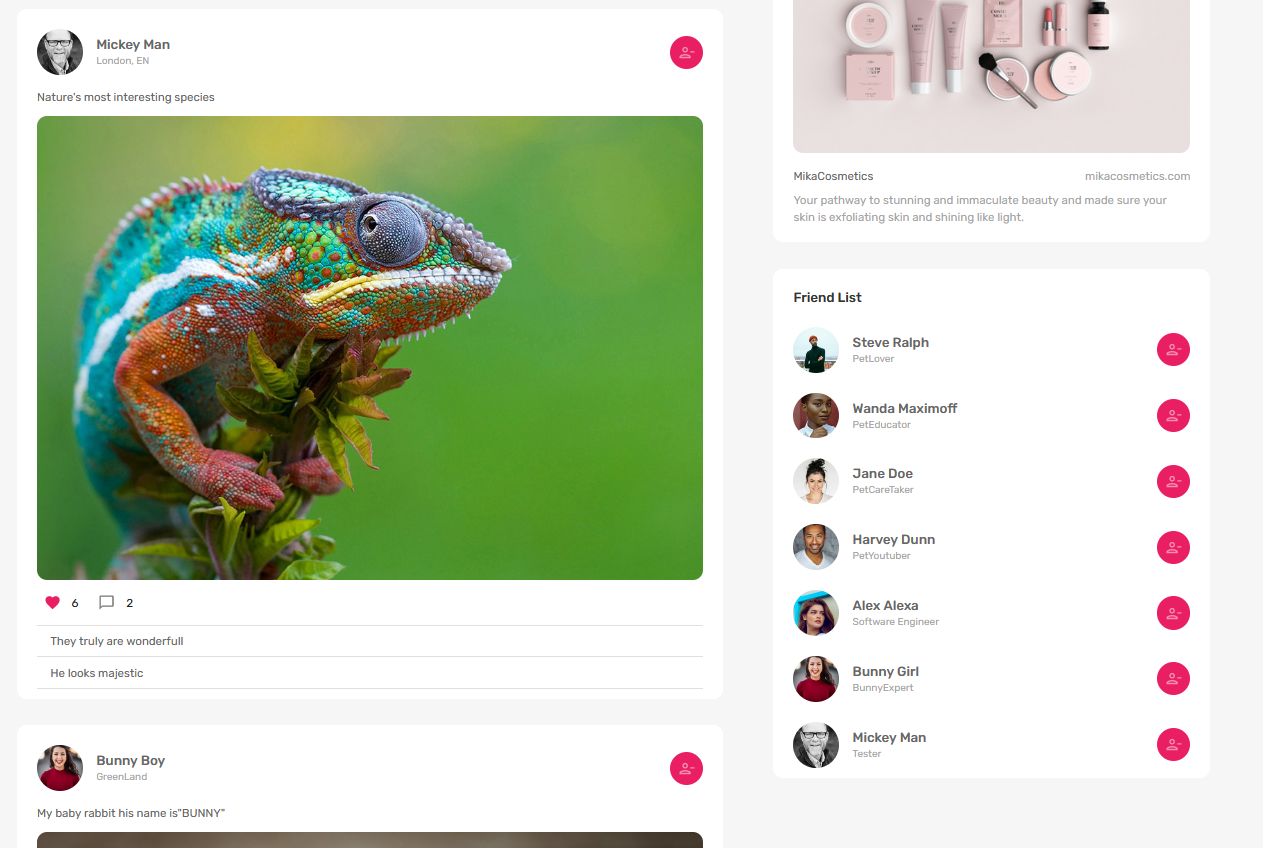 Mickey Man
London, EN
Nature's most interesting species
6
2
They truly are wonderfull
He looks majestic
Bunny Boy
GreenLand
My baby rabbit his name is"BUNNY"
MikaCosmetics
mikacosmetics.com
Your pathway to stunning and immaculate beauty and made sure your
skin is exfoliating skin and shining like light.
Friend List
Steve Ralph
PetLover
Wanda Maximoff
PetEducator
Jane Doe
PetCareTaker
Harvey Dunn
PetYoutuber
Alex Alexa
Software Engineer
Bunny Girl
BunnyExpert
Mickey Man
Tester